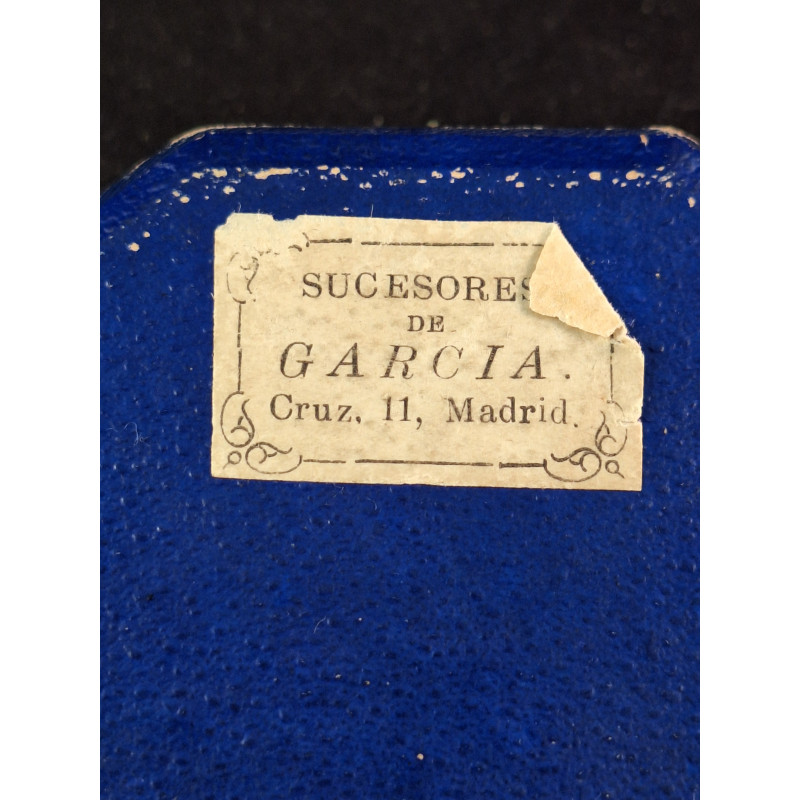 SUCESORES
DE
GARCIA.
Cruz, 11, Madrid.